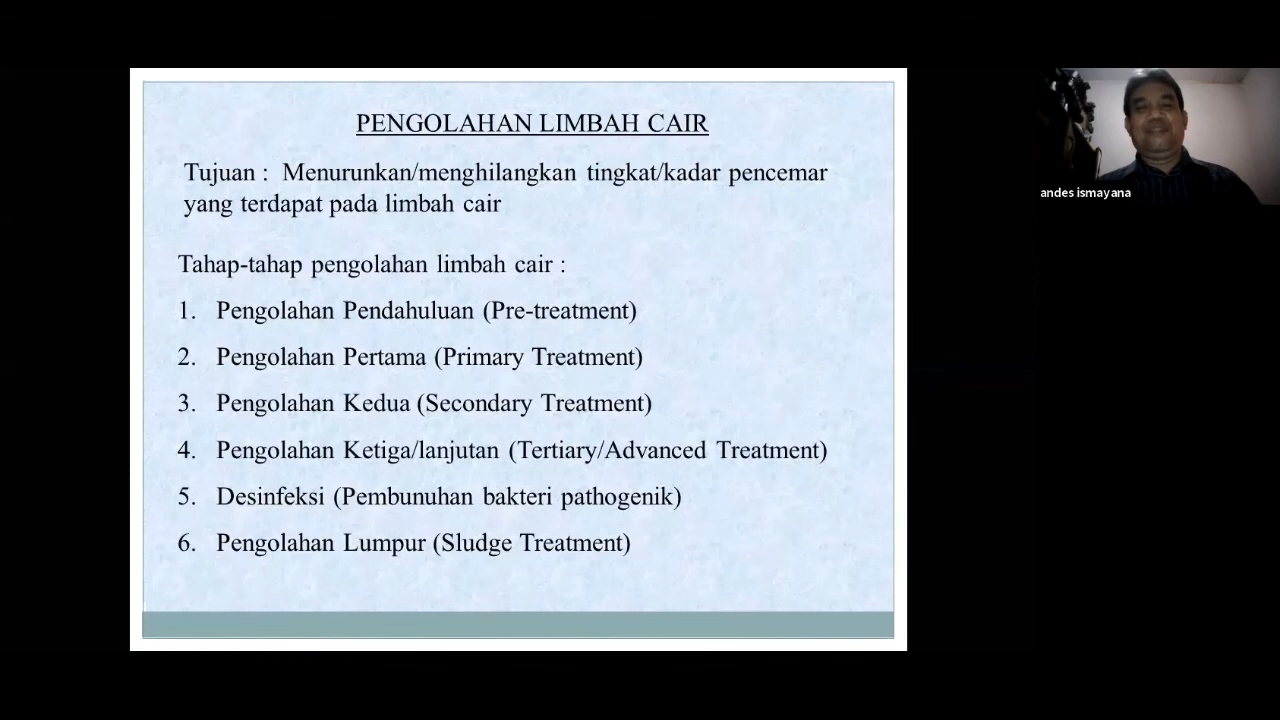 PENGOLAHAN LIMBAH CAIR
Tujuan : Menurunkan/menghilangkan tingkat/kadar pencemar
yang terdapat pada limbah cair
Tahap-tahap pengolahan limbah cair :
1. Pengolahan Pendahuluan (Pre-treatment)
2. Pengolahan Pertama (Primary Treatment)
3. Pengolahan Kedua (Secondary Treatment)
4. Pengolahan Ketiga/lanjutan (Tertiary/Advanced Treatment)
5. Desinfeksi (Pembunuhan bakteri pathogenik)
6. Pengolahan Lumpur (Sludge Treatment)
andes ismayana